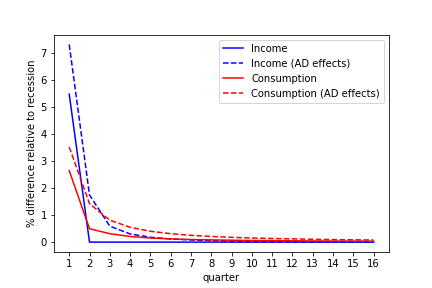 % difference relative to recession
7
6
5
4
3
2
1
0
Income
Income (AD effects)
Consumption
Consumption (AD effects)
1 2 3 4 5 6 7 8 9 10 11 12 13 14 15 16
quarter